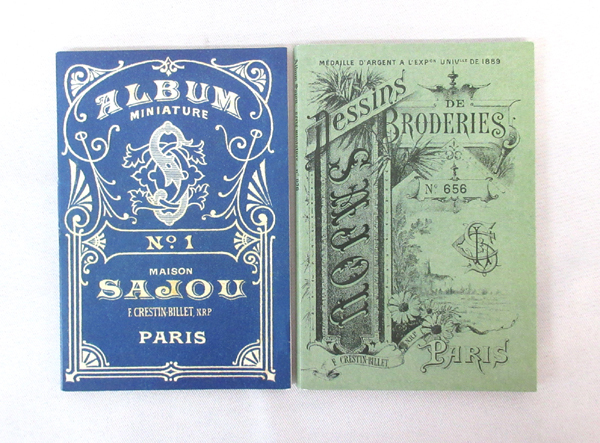 ALBUM
MINIATURE
Nº 1
MAISON
SAJOU
F. CRESTIN-BILLET, N.R.P
PARIS
MÉDAILLE D'ARGENT A L'EXPON UNIVLLE DE 1889
Dessins
DE
BRODERIES
Nº 656
F. CRESTIN-BILLET,
N.R.P
PARIS